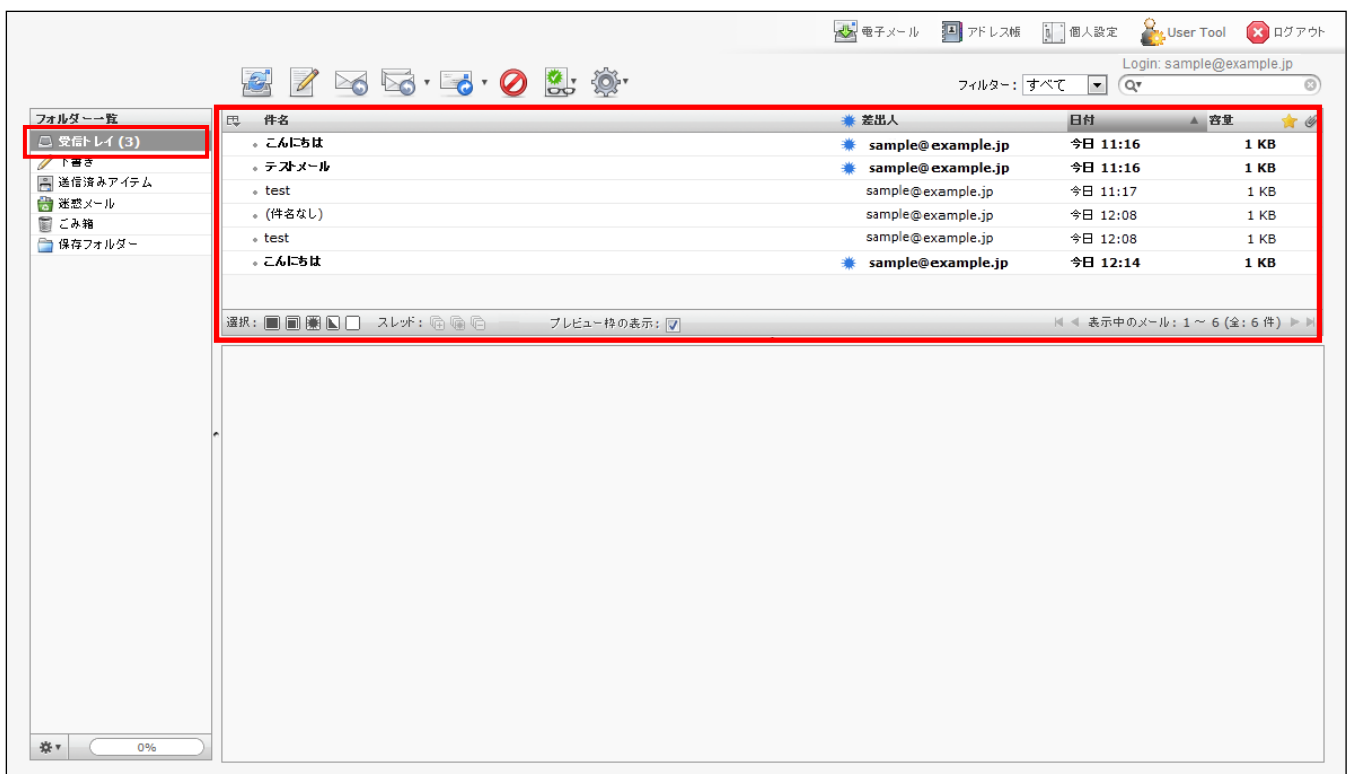 電子メール アドレス帳 個人設定 User Tool ログアウト
Login: sample@example.jp
フィルター: すべて
フォルダー一覧
受信トレイ (3)
下書き
送信済みアイテム
迷惑メール
ごみ箱
保存フォルダー
件名 差出人 日付 容量
こんにちは sample@example.jp 今日 11:16 1 KB
テストメール sample@example.jp 今日 11:16 1 KB
test sample@example.jp 今日 11:17 1 KB
(件名なし) sample@example.jp 今日 12:08 1 KB
test sample@example.jp 今日 12:08 1 KB
こんにちは sample@example.jp 今日 12:14 1 KB
選択: スレッド: プレビュー枠の表示: 表示中のメール: 1 ～ 6 (全: 6 件)
0%